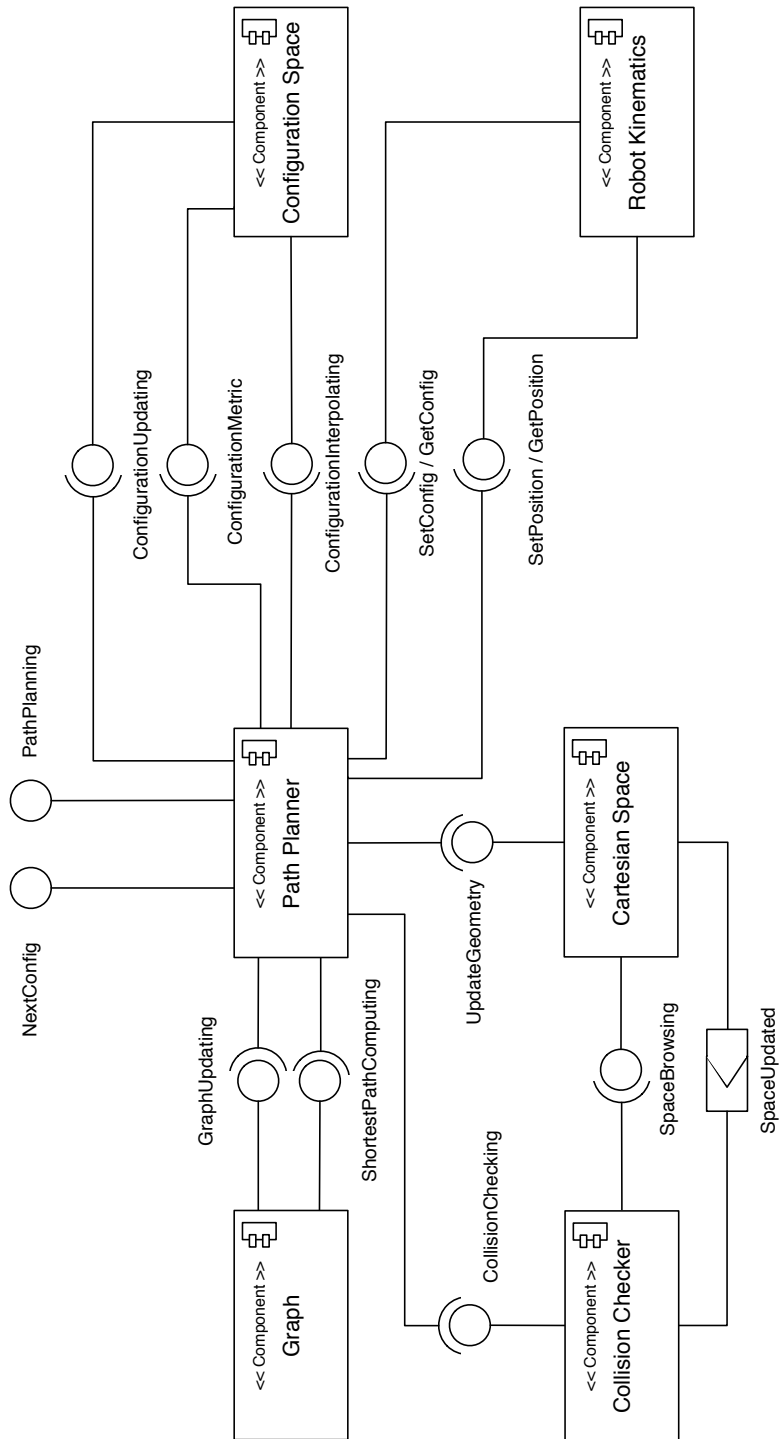 NextConfig
PathPlanning
<< Component >>
Graph
GraphUpdating
ShortestPathComputing
<< Component >>
Path Planner
ConfigurationUpdating
ConfigurationMetric
ConfigurationInterpolating
<< Component >>
Configuration Space
SetConfig / GetConfig
SetPosition / GetPosition
<< Component >>
Robot Kinematics
CollisionChecking
UpdateGeometry
<< Component >>
Collision Checker
SpaceBrowsing
<< Component >>
Cartesian Space
SpaceUpdated